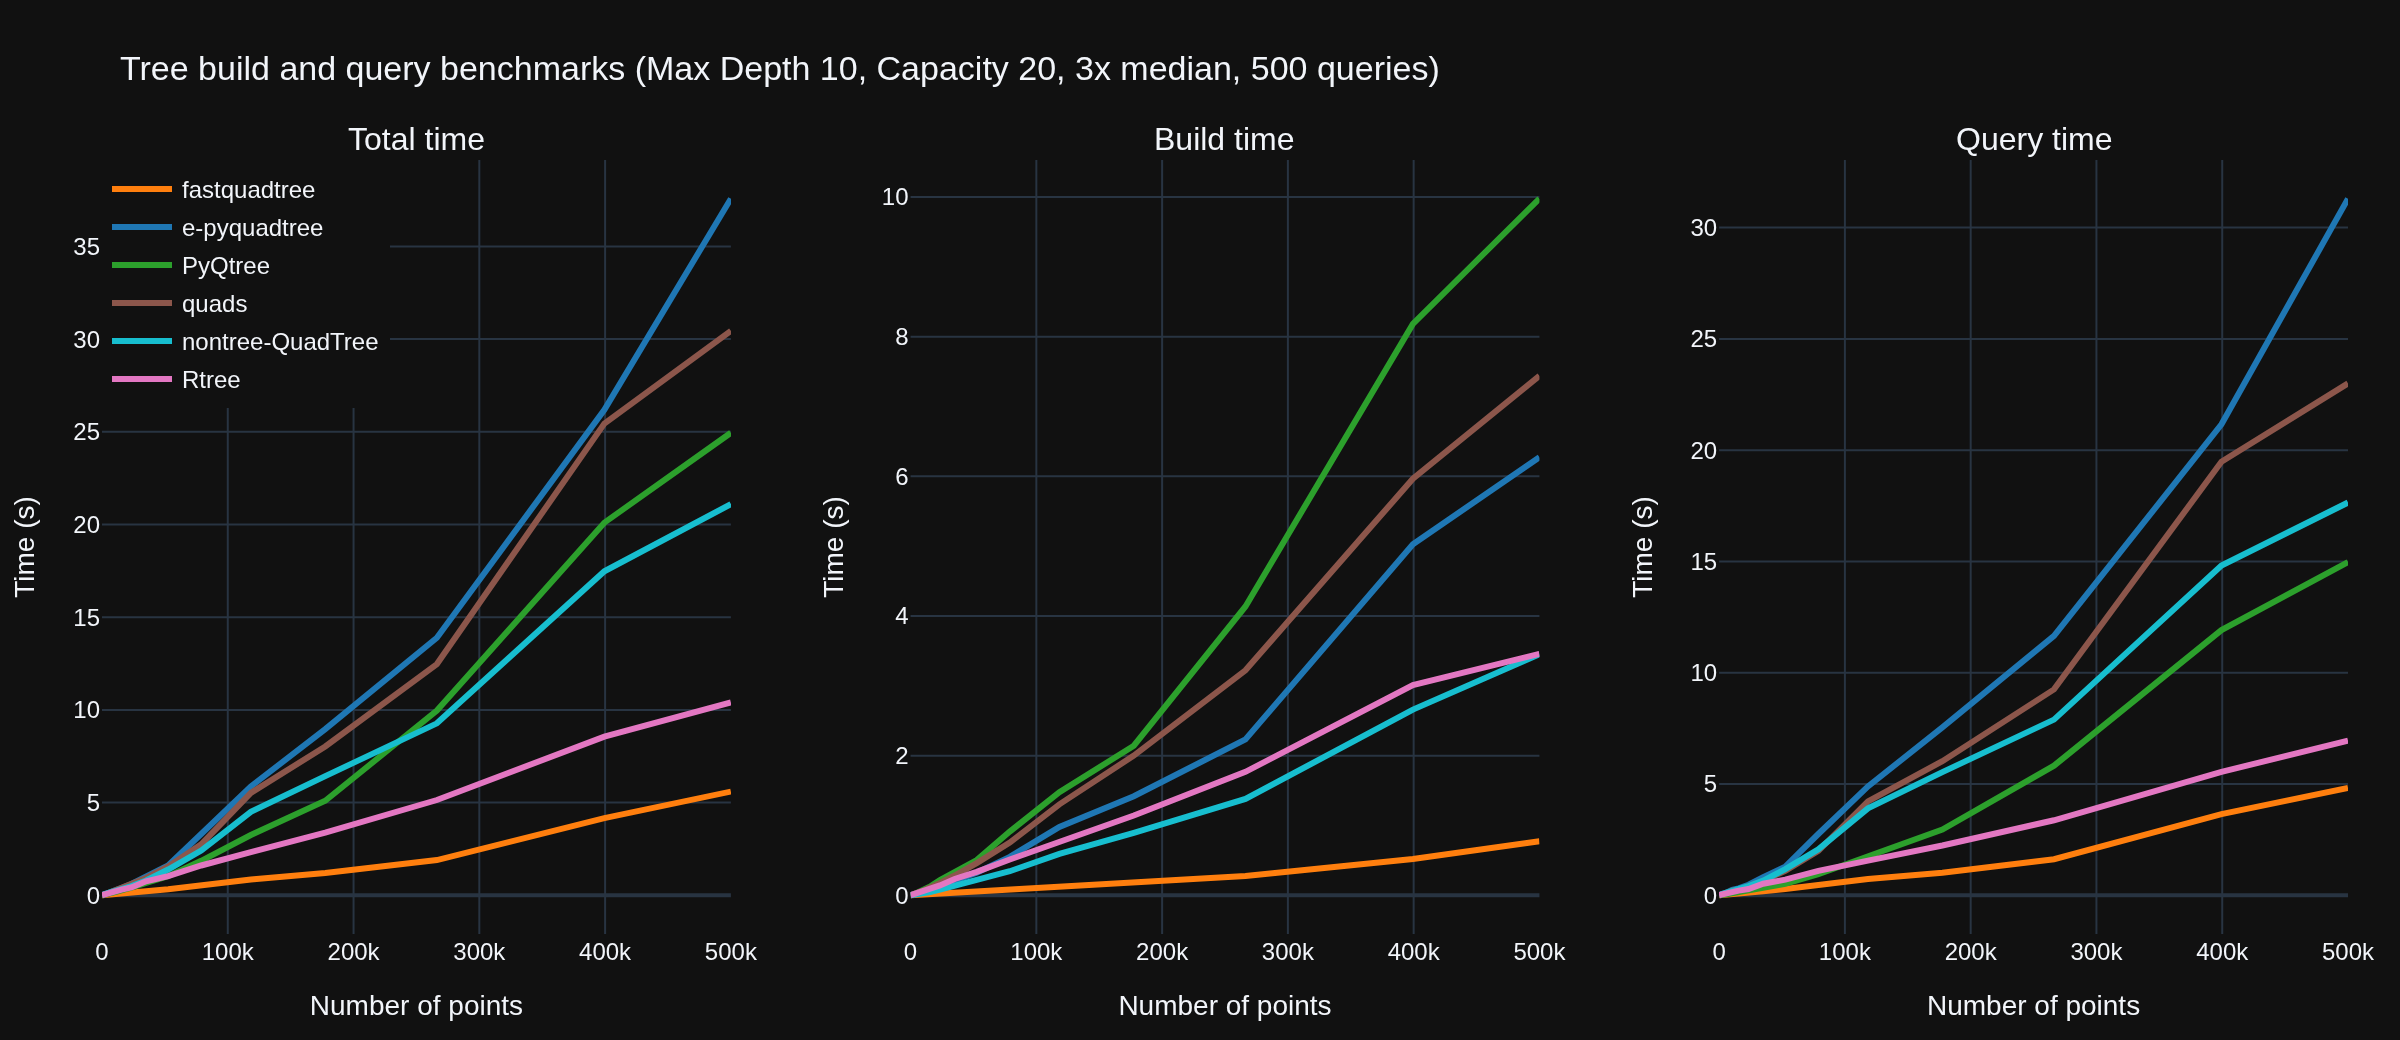 Tree build and query benchmarks (Max Depth 10, Capacity 20, 3x median, 500 queries)
Total time
fastquadtree
e-pyquadtree
PyQtree
quads
nontree-QuadTree
Rtree
35
30
25
20
15
10
5
0
Time (s)
0 100k 200k 300k 400k 500k
Number of points
Build time
10
8
6
4
2
0
Time (s)
0 100k 200k 300k 400k 500k
Number of points
Query time
30
25
20
15
10
5
0
Time (s)
0 100k 200k 300k 400k 500k
Number of points